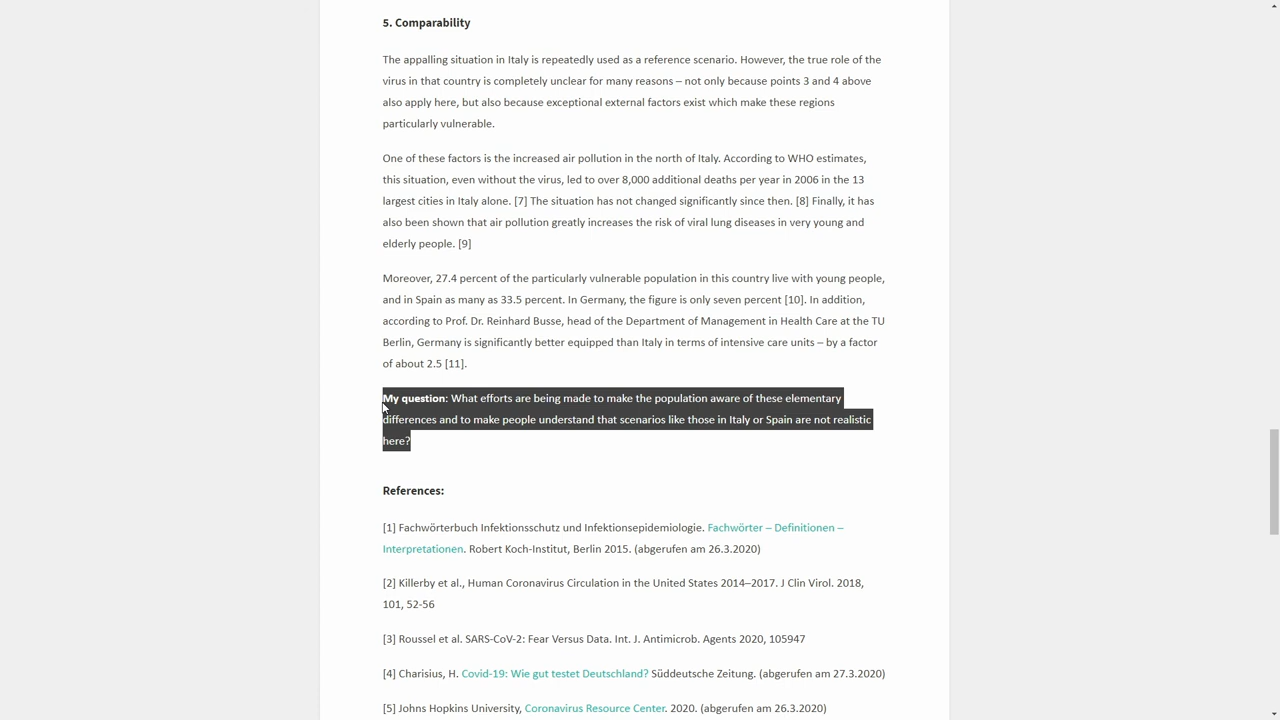 5. Comparability
The appalling situation in Italy is repeatedly used as a reference scenario. However, the true role of the
virus in that country is completely unclear for many reasons – not only because points 3 and 4 above
also apply here, but also because exceptional external factors exist which make these regions
particularly vulnerable.
One of these factors is the increased air pollution in the north of Italy. According to WHO estimates,
this situation, even without the virus, led to over 8,000 additional deaths per year in 2006 in the 13
largest cities in Italy alone. [7] The situation has not changed significantly since then. [8] Finally, it has
also been shown that air pollution greatly increases the risk of viral lung diseases in very young and
elderly people. [9]
Moreover, 27.4 percent of the particularly vulnerable population in this country live with young people,
and in Spain as many as 33.5 percent. In Germany, the figure is only seven percent [10]. In addition,
according to Prof. Dr. Reinhard Busse, head of the Department of Management in Health Care at the TU
Berlin, Germany is significantly better equipped than Italy in terms of intensive care units – by a factor
of about 2.5 [11].
My question: What efforts are being made to make the population aware of these elementary
differences and to make people understand that scenarios like those in Italy or Spain are not realistic
here?
References:
[1] Fachwörterbuch Infektionsschutz und Infektionsepidemiologie. Fachwörter – Definitionen –
Interpretationen. Robert Koch-Institut, Berlin 2015. (abgerufen am 26.3.2020)
[2] Killerby et al., Human Coronavirus Circulation in the United States 2014–2017. J Clin Virol. 2018,
101, 52-56
[3] Roussel et al. SARS-CoV-2: Fear Versus Data. Int. J. Antimicrob. Agents 2020, 105947
[4] Charisius, H. Covid-19: Wie gut testet Deutschland? Süddeutsche Zeitung. (abgerufen am 27.3.2020)
[5] Johns Hopkins University, Coronavirus Resource Center. 2020. (abgerufen am 26.3.2020)